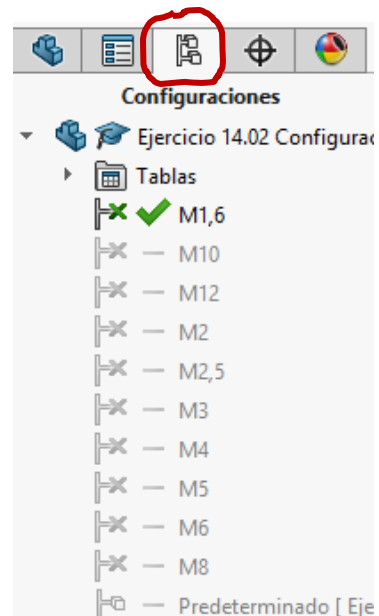 Configuraciones
Ejercicio 14.02 Configurac
Tablas
M1,6
M10
M12
M2
M2,5
M3
M4
M5
M6
M8
Predeterminado [ Eje